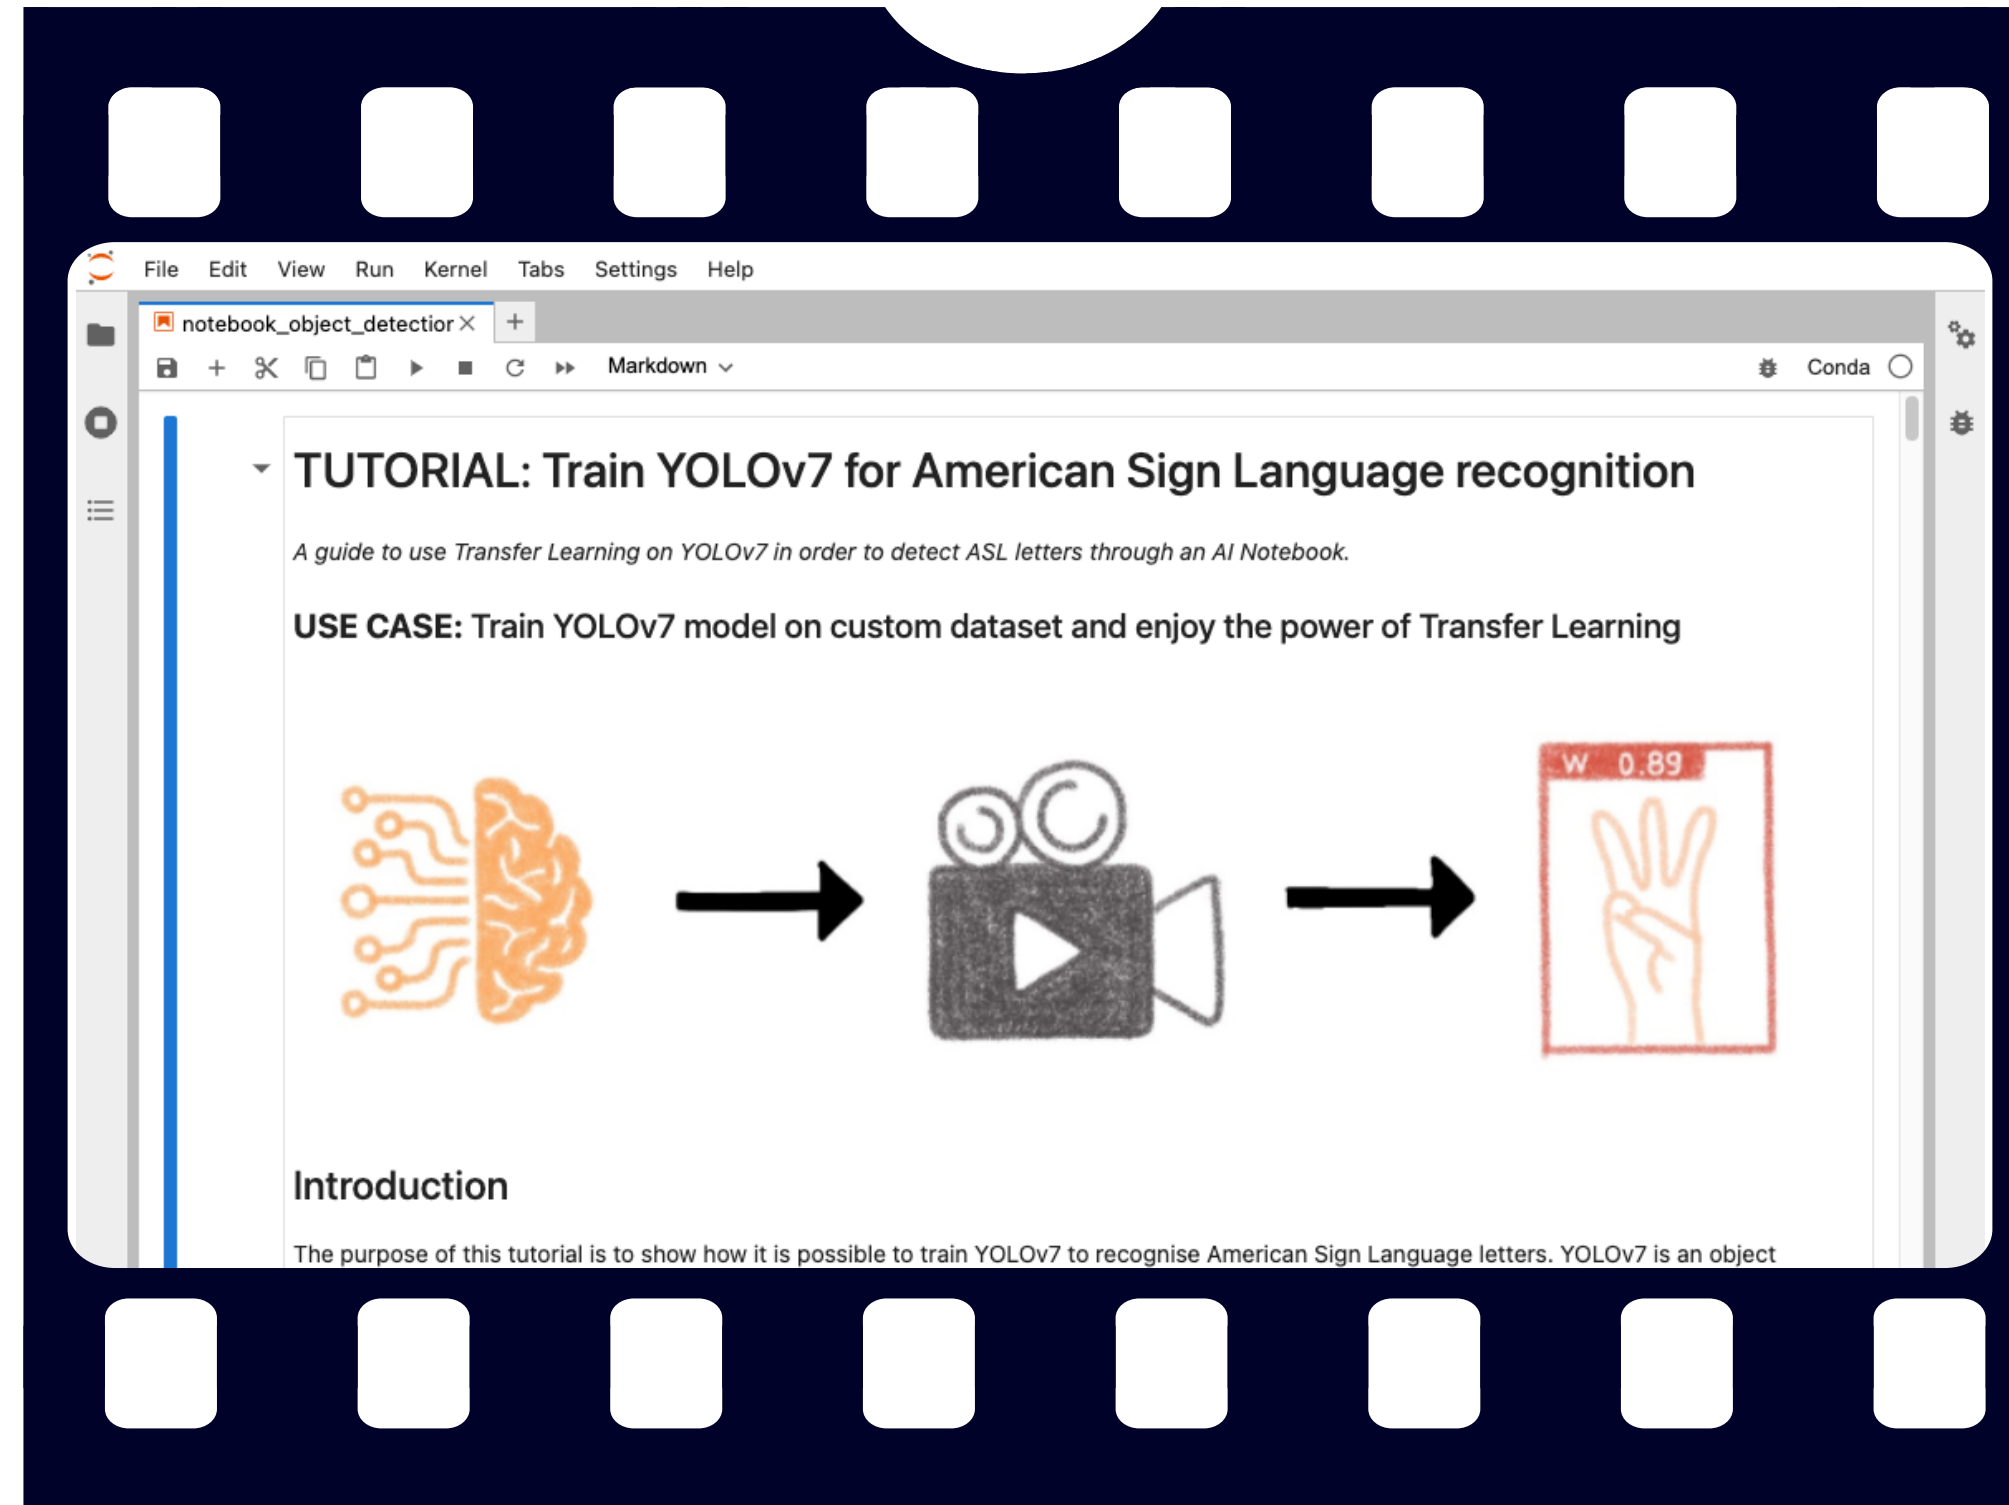 File Edit View Run Kernel Tabs Settings Help
notebook_object_detection
Markdown
Conda
TUTORIAL: Train YOLOv7 for American Sign Language recognition
A guide to use Transfer Learning on YOLOv7 in order to detect ASL letters through an AI Notebook.
USE CASE: Train YOLOv7 model on custom dataset and enjoy the power of Transfer Learning
W 0.89
Introduction
The purpose of this tutorial is to show how it is possible to train YOLOv7 to recognise American Sign Language letters. YOLOv7 is an object